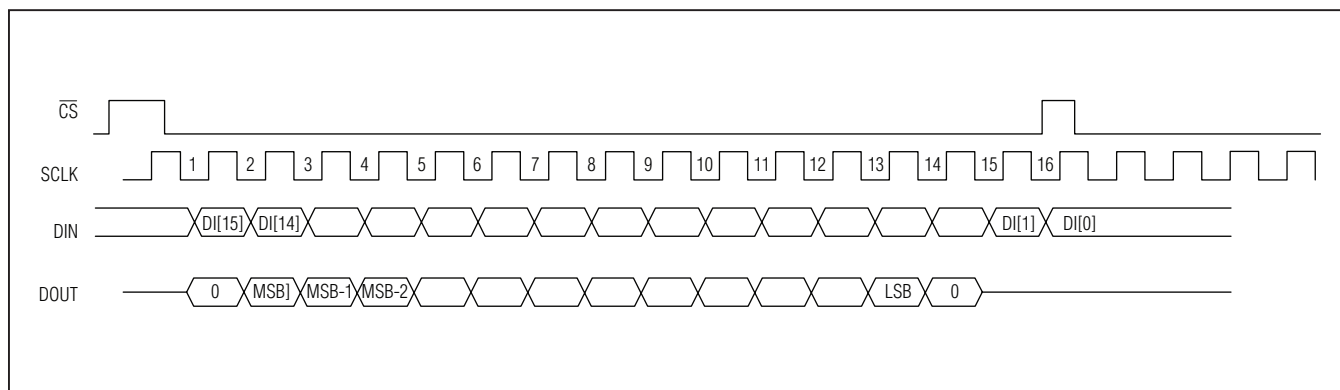 CS
SCLK 1 2 3 4 5 6 7 8 9 10 11 12 13 14 15 16
DIN DI[15] DI[14] DI[1] DI[0]
DOUT 0 MSB] MSB-1 MSB-2 LSB 0